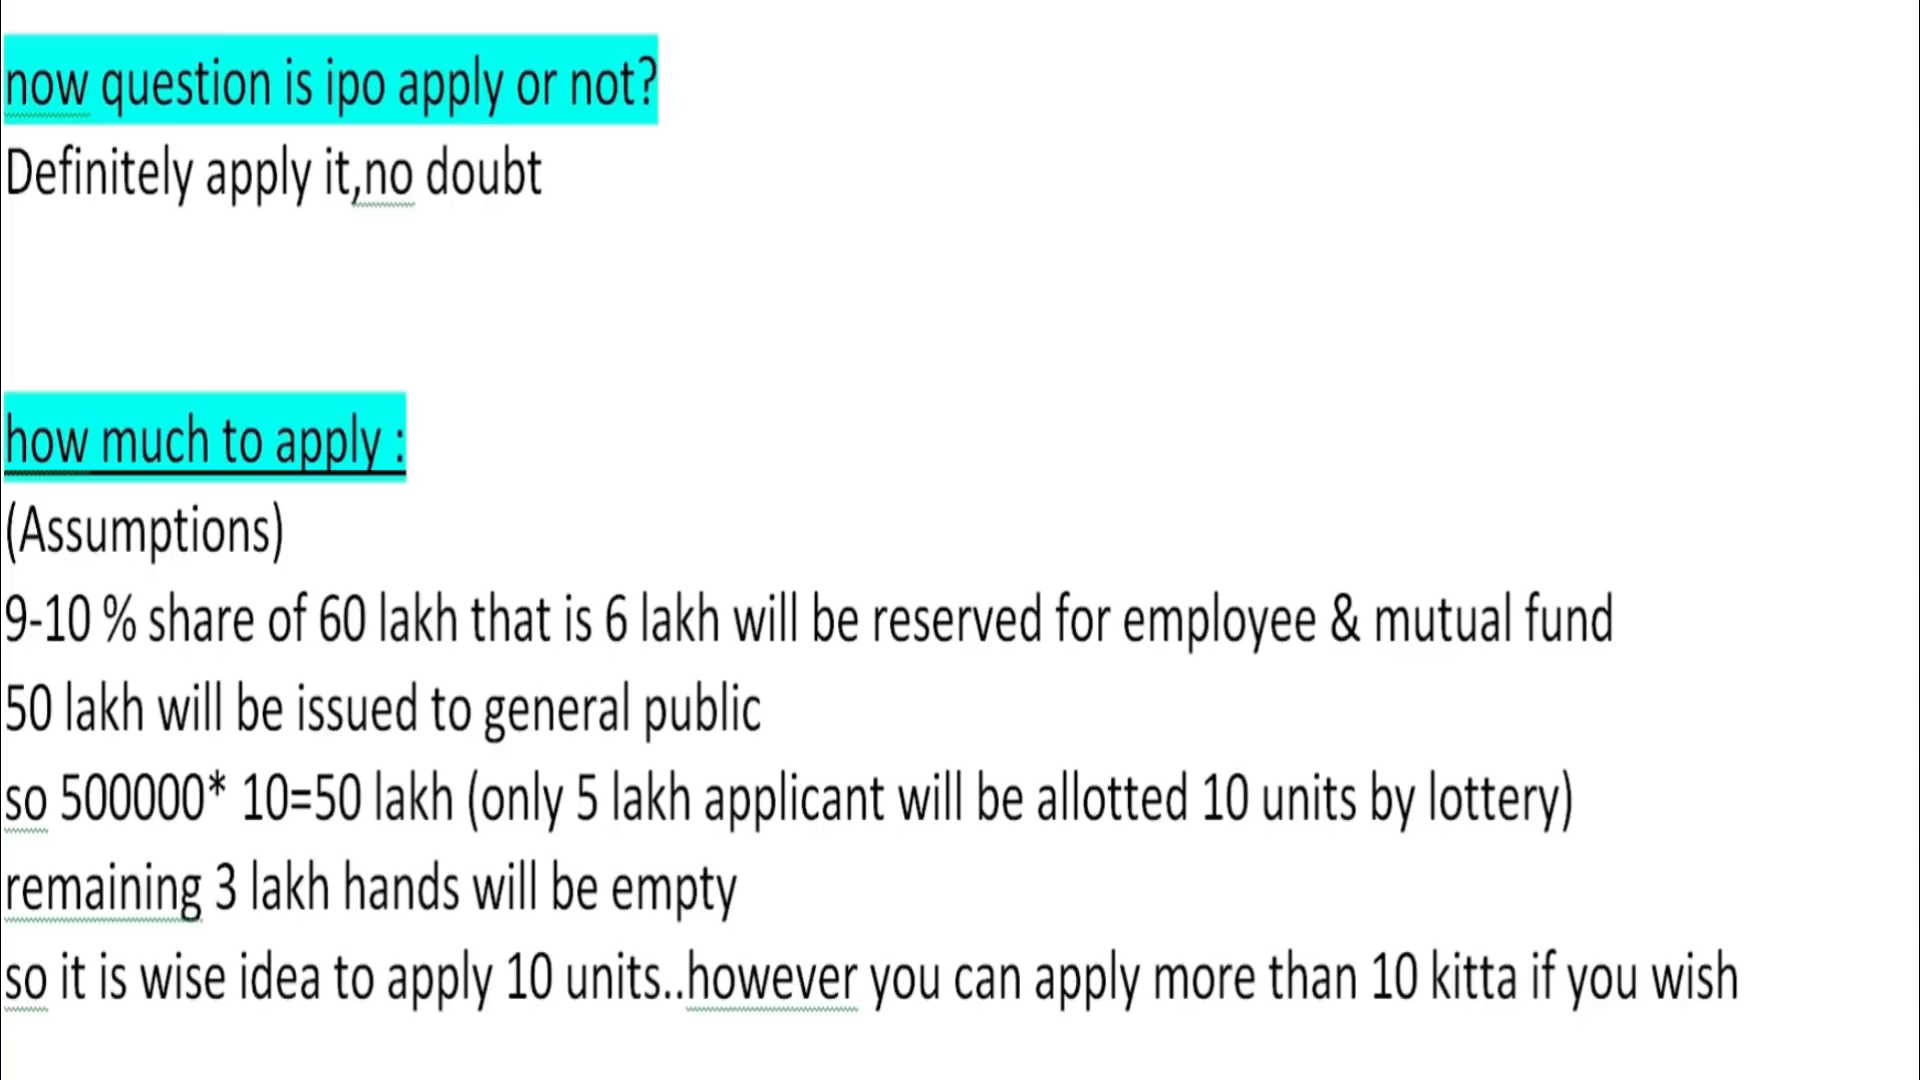 now question is ipo apply or not?
Definitely apply it,no doubt
how much to apply :
(Assumptions)
9-10 % share of 60 lakh that is 6 lakh will be reserved for employee & mutual fund
50 lakh will be issued to general public
so 500000* 10=50 lakh (only 5 lakh applicant will be allotted 10 units by lottery)
remaining 3 lakh hands will be empty
so it is wise idea to apply 10 units..however you can apply more than 10 kitta if you wish